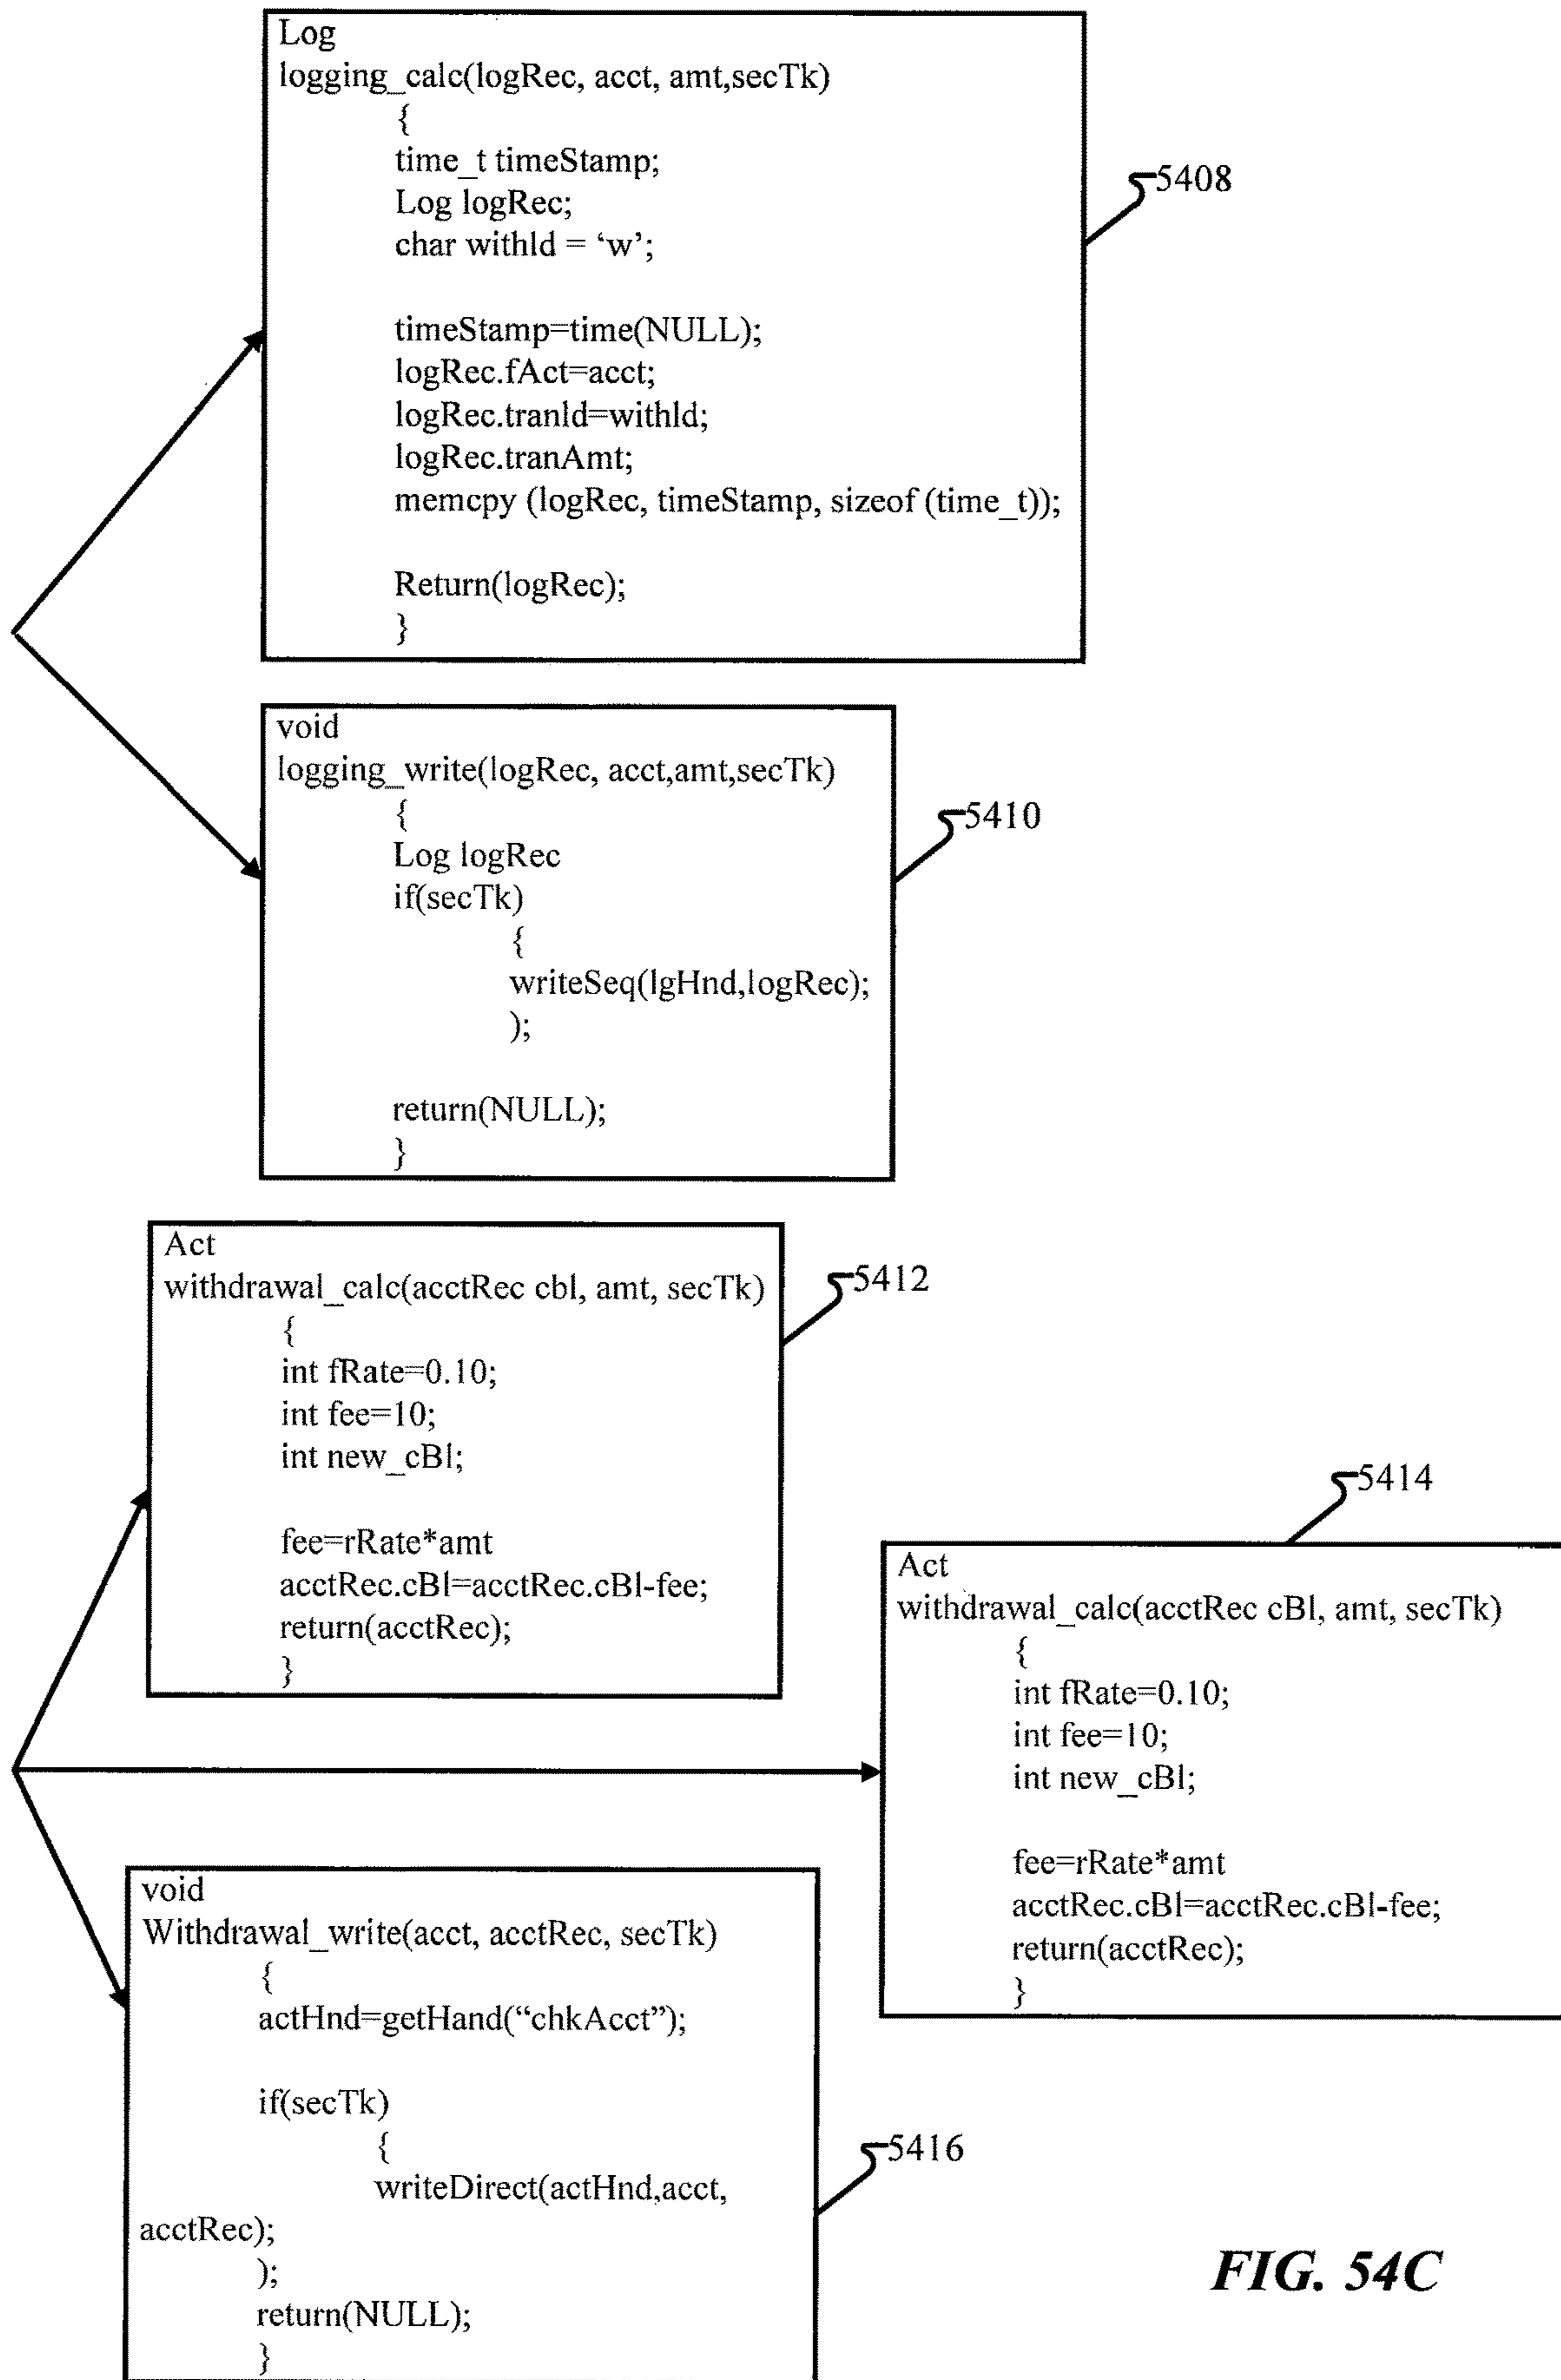 Log
logging_calc(logRec, acct, amt,secTk)
{
time_t timeStamp;
Log logRec;
char withId = ‘w’;
timeStamp=time(NULL);
logRec.fAct=acct;
logRec.tranId=withId;
logRec.tranAmt;
memcpy (logRec, timeStamp, sizeof (time_t));
Return(logRec);
}
5408
void
logging_write(logRec, acct,amt,secTk)
{
Log logRec
if(secTk)
{
writeSeq(lgHnd,logRec);
);
return(NULL);
}
5410
Act
withdrawal_calc(acctRec cbl, amt, secTk)
{
int fRate=0.10;
int fee=10;
int new_cBl;
fee=rRate*amt
acctRec.cBl=acctRec.cBl-fee;
return(acctRec);
}
5412
5414
Act
withdrawal_calc(acctRec cBl, amt, secTk)
{
int fRate=0.10;
int fee=10;
int new_cBl;
fee=rRate*amt
acctRec.cBl=acctRec.cBl-fee;
return(acctRec);
}
void
Withdrawal_write(acct, acctRec, secTk)
{
actHnd=getHand(“chkAcct”);
if(secTk)
{
writeDirect(actHnd,acct,
acctRec);
);
return(NULL);
}
5416
FIG. 54C